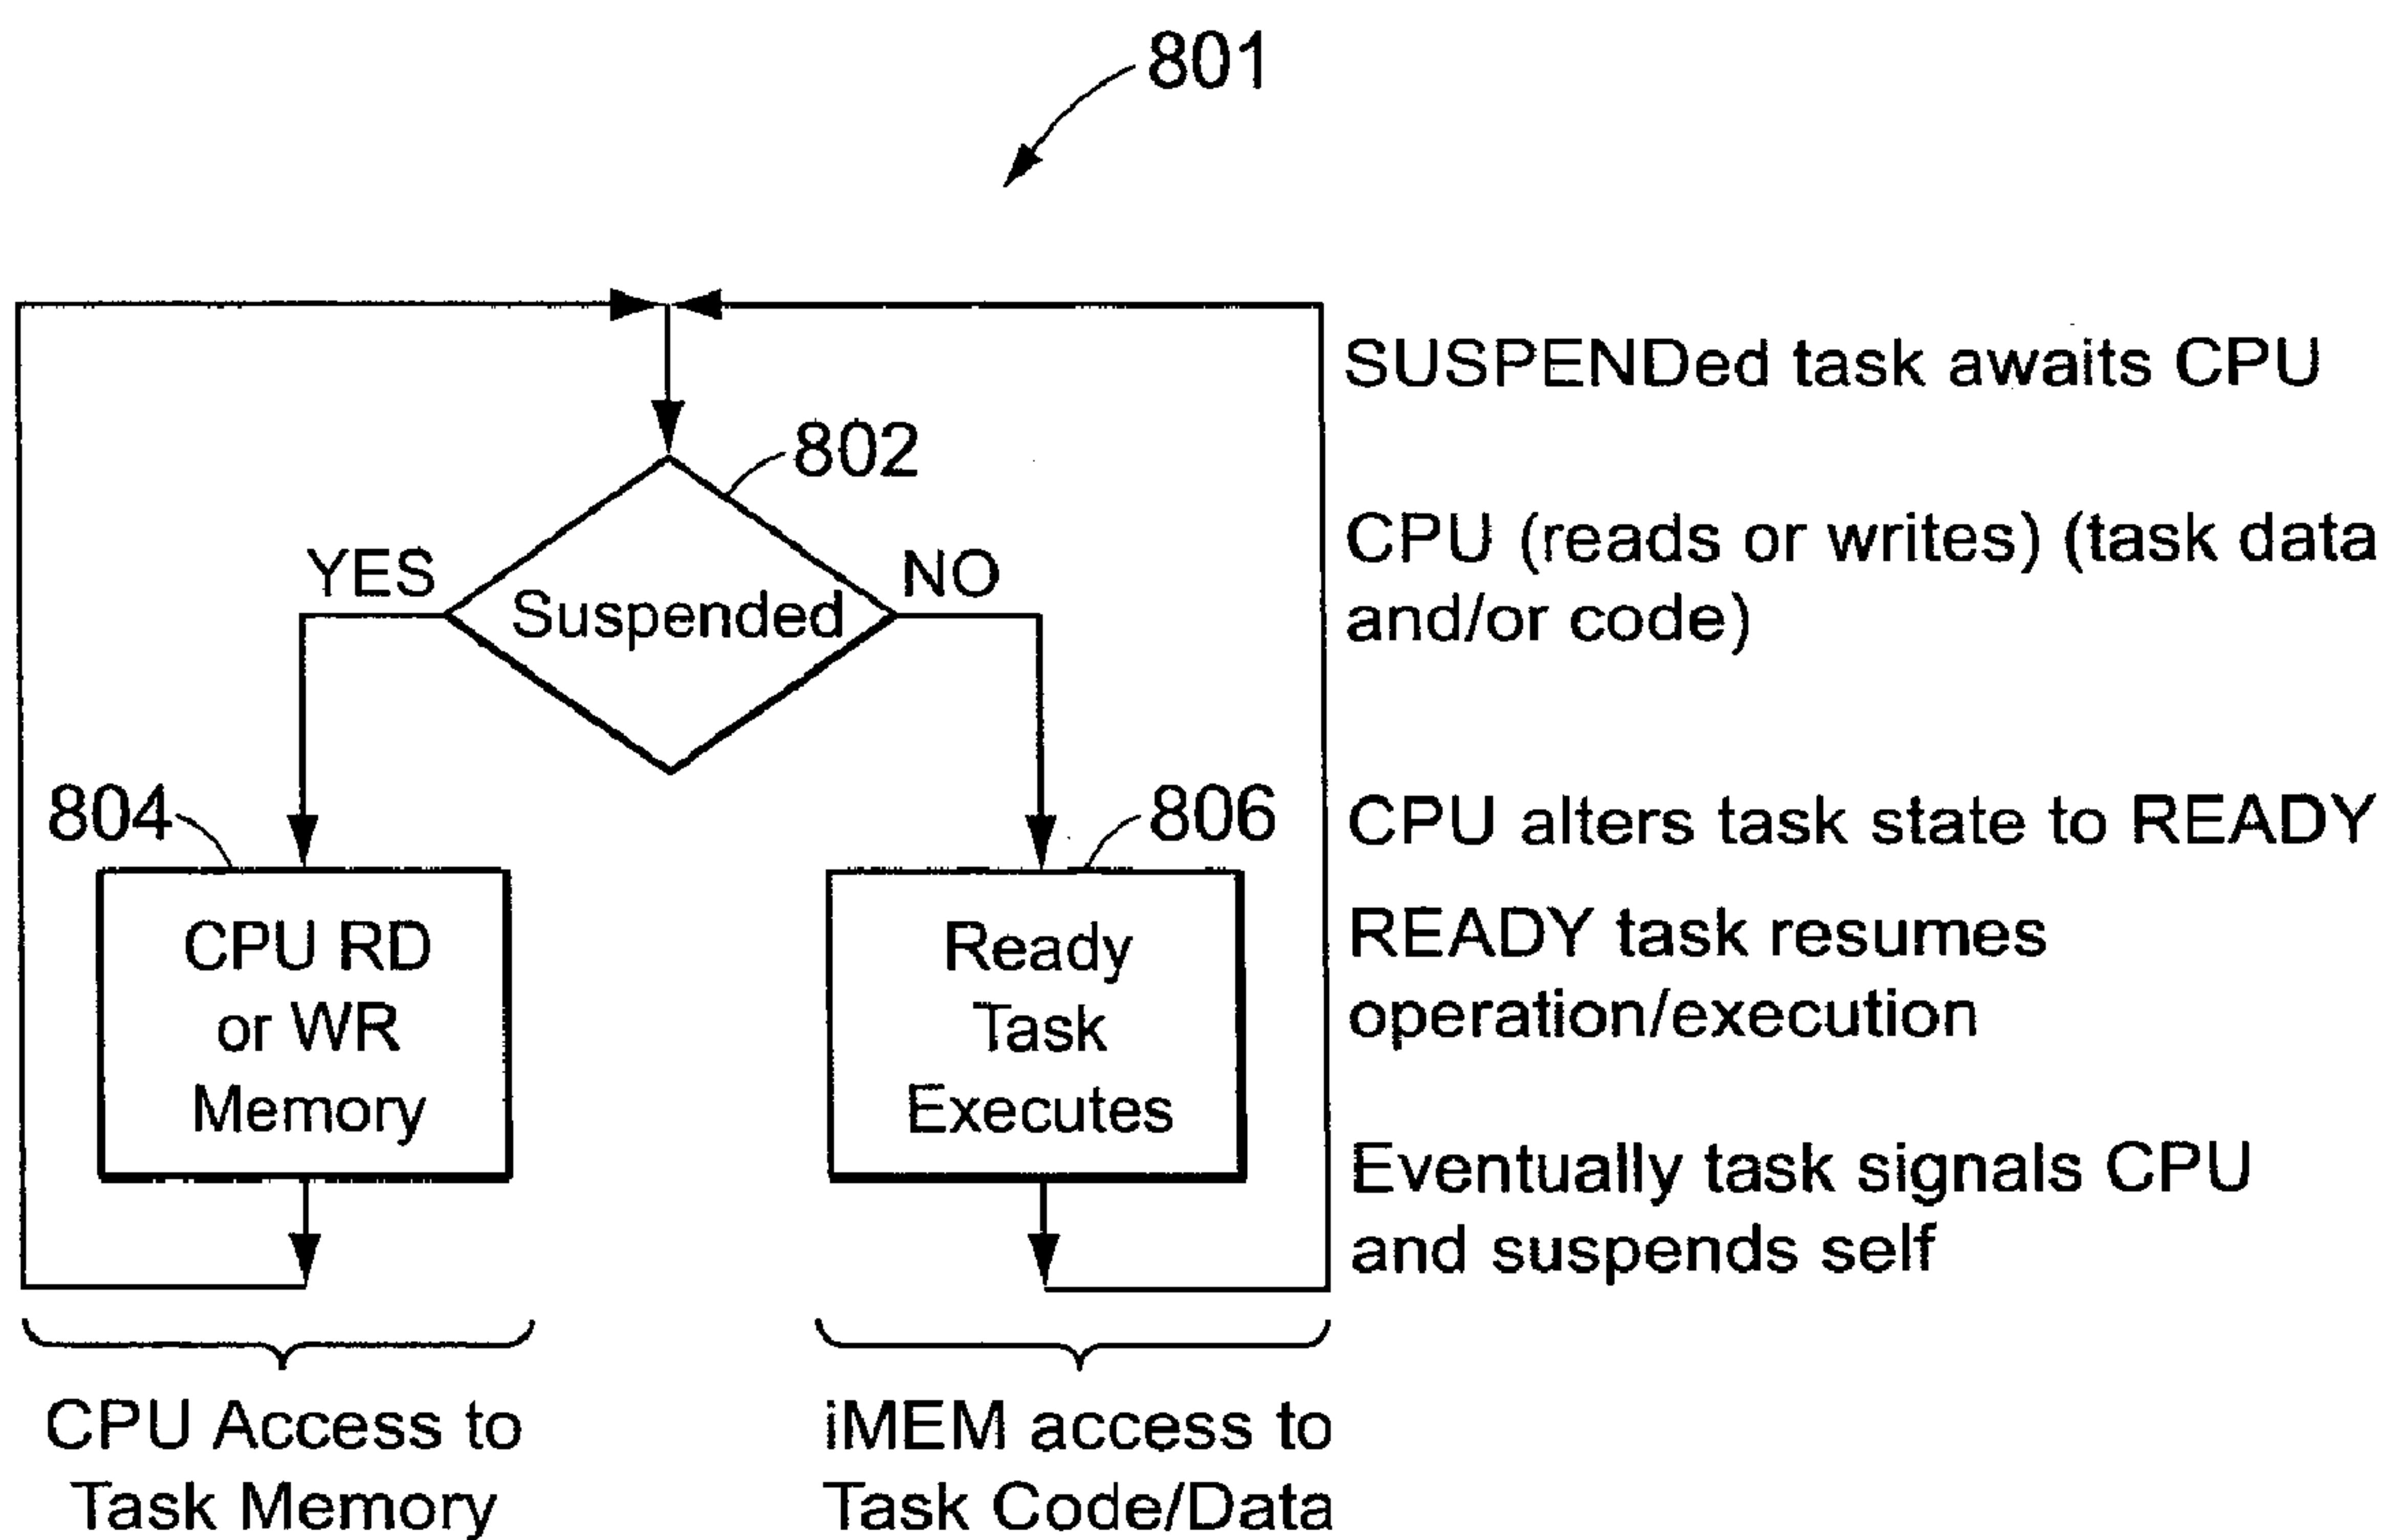 801
SUSPENDed task awaits CPU
802
CPU (reads or writes) (task data
and/or code)
YES
NO
Suspended
804
806
CPU alters task state to READY
CPU RD
or WR
Memory
Ready
Task
Executes
READY task resumes
operation/execution
Eventually task signals CPU
and suspends self
CPU Access to
Task Memory
iMEM access to
Task Code/Data